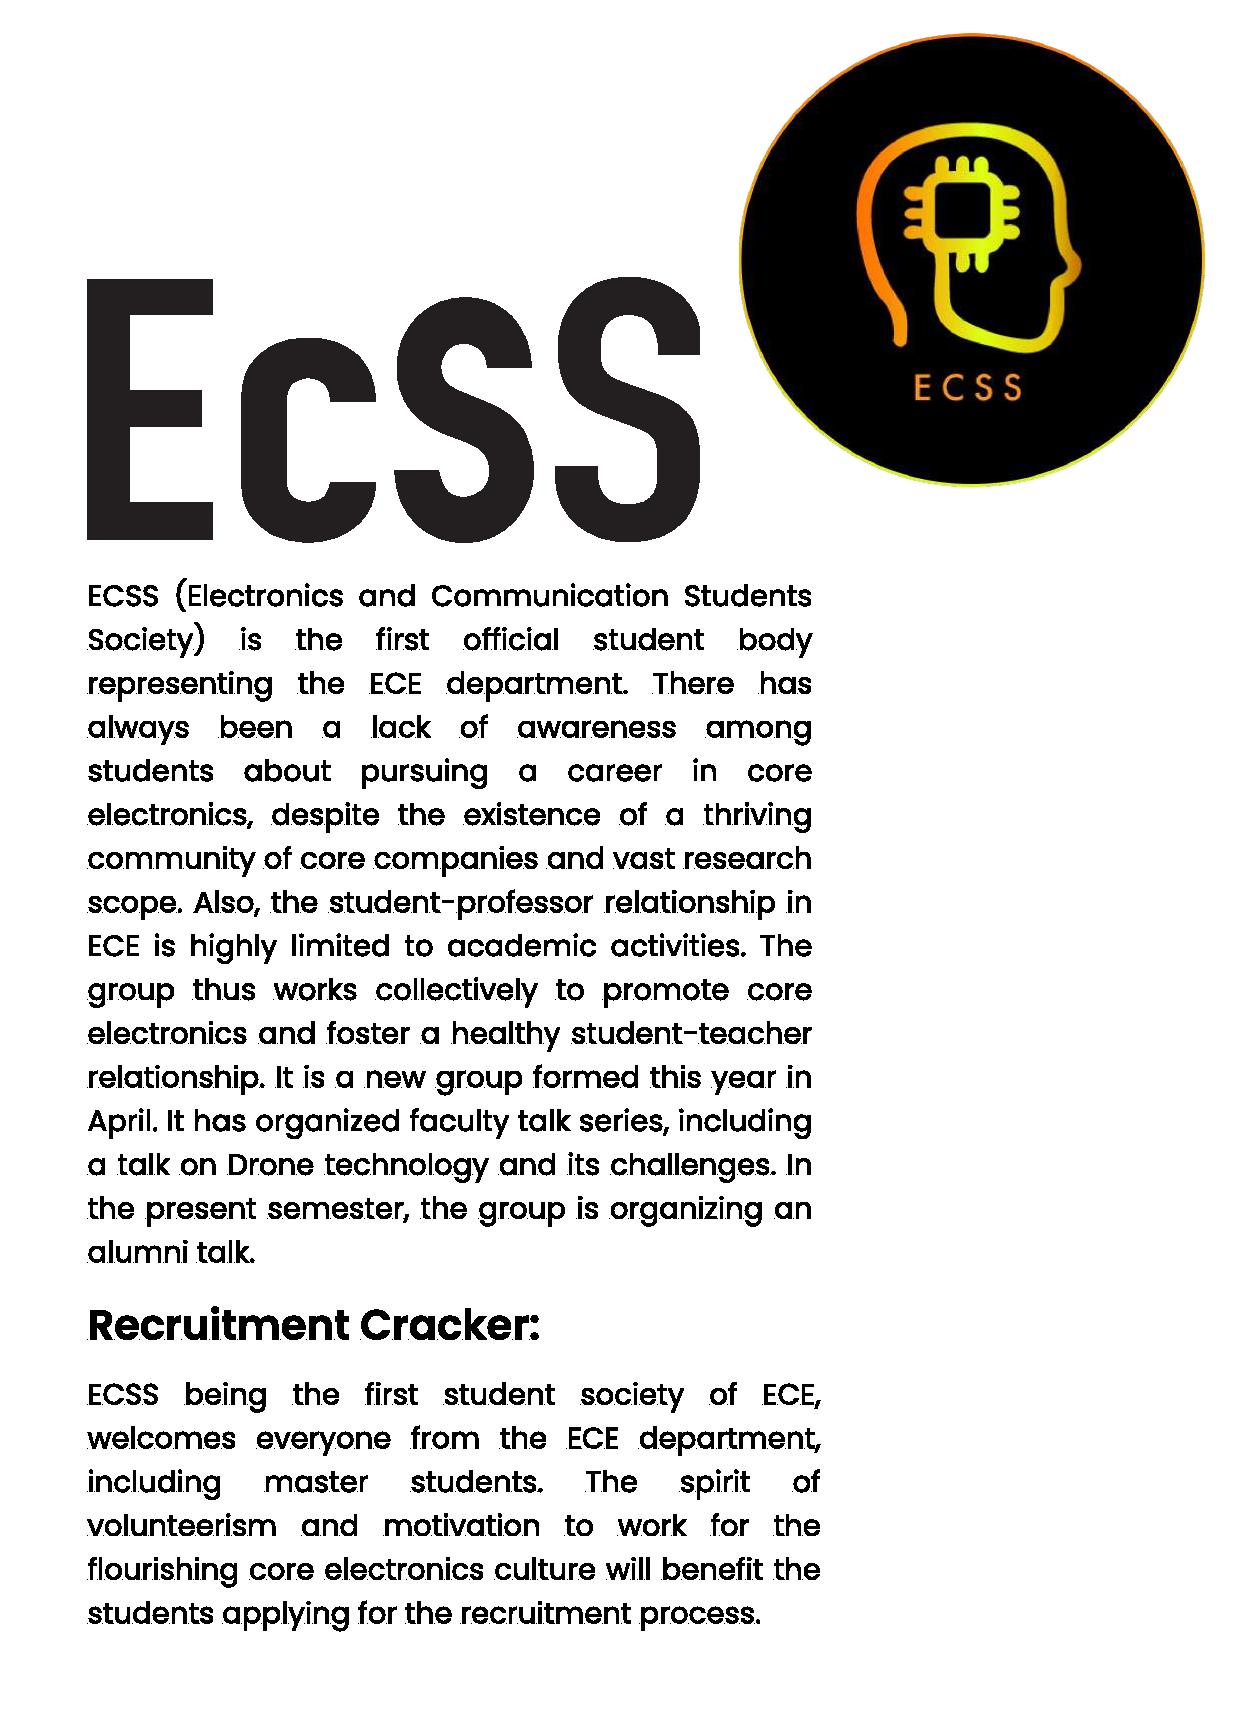 ECSS
EcSS
ECSS (Electronics and Communication Students
Society) is the first official student body
representing the ECE department. There has
always been a lack of awareness among
students about pursuing a career in core
electronics, despite the existence of a thriving
community of core companies and vast research
scope. Also, the student-professor relationship in
ECE is highly limited to academic activities. The
group thus works collectively to promote core
electronics and foster a healthy student-teacher
relationship. It is a new group formed this year in
April. It has organized faculty talk series, including
a talk on Drone technology and its challenges. In
the present semester, the group is organizing an
alumni talk.
Recruitment Cracker:
ECSS being the first student society of ECE,
welcomes everyone from the ECE department,
including master students. The spirit of
volunteerism and motivation to work for the
flourishing core electronics culture will benefit the
students applying for the recruitment process.